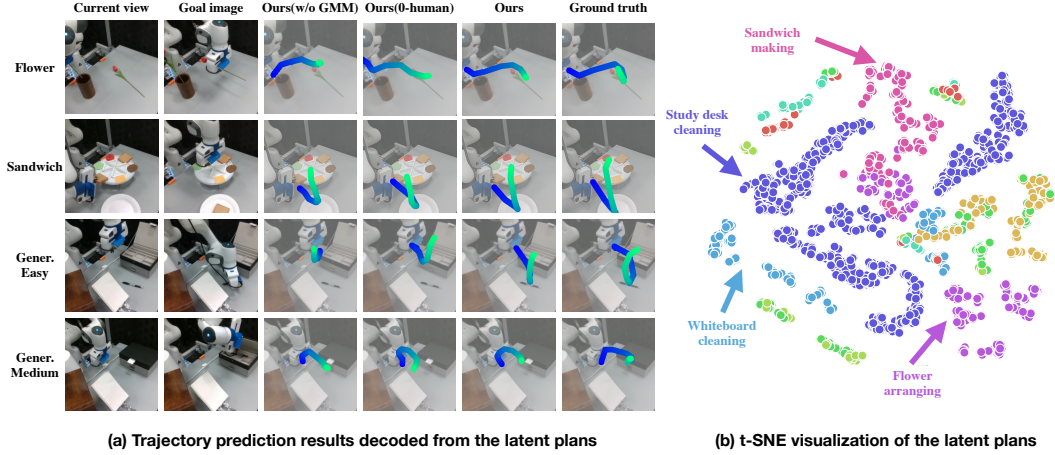 Current view Goal image Ours(w/o GMM) Ours(0-human) Ours Ground truth
Flower
Sandwich
Gener.
Easy
Gener.
Medium
(a) Trajectory prediction results decoded from the latent plans
Sandwich
making
Study desk
cleaning
Whiteboard
cleaning
Flower
arranging
(b) t-SNE visualization of the latent plans